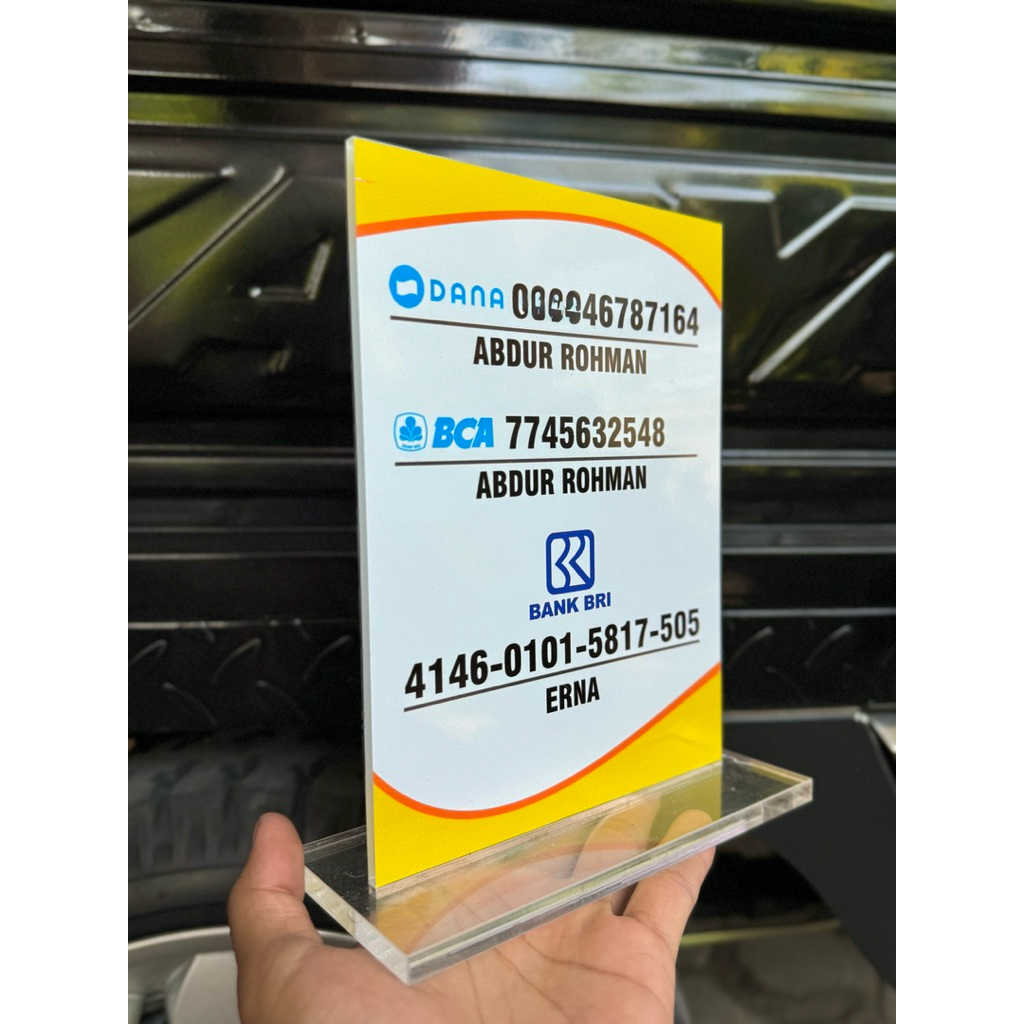 DANA
ABDUR ROHMAN
BCA 7745632548
ABDUR ROHMAN
BANK BRI
4146-0101-5817-505
ERNA